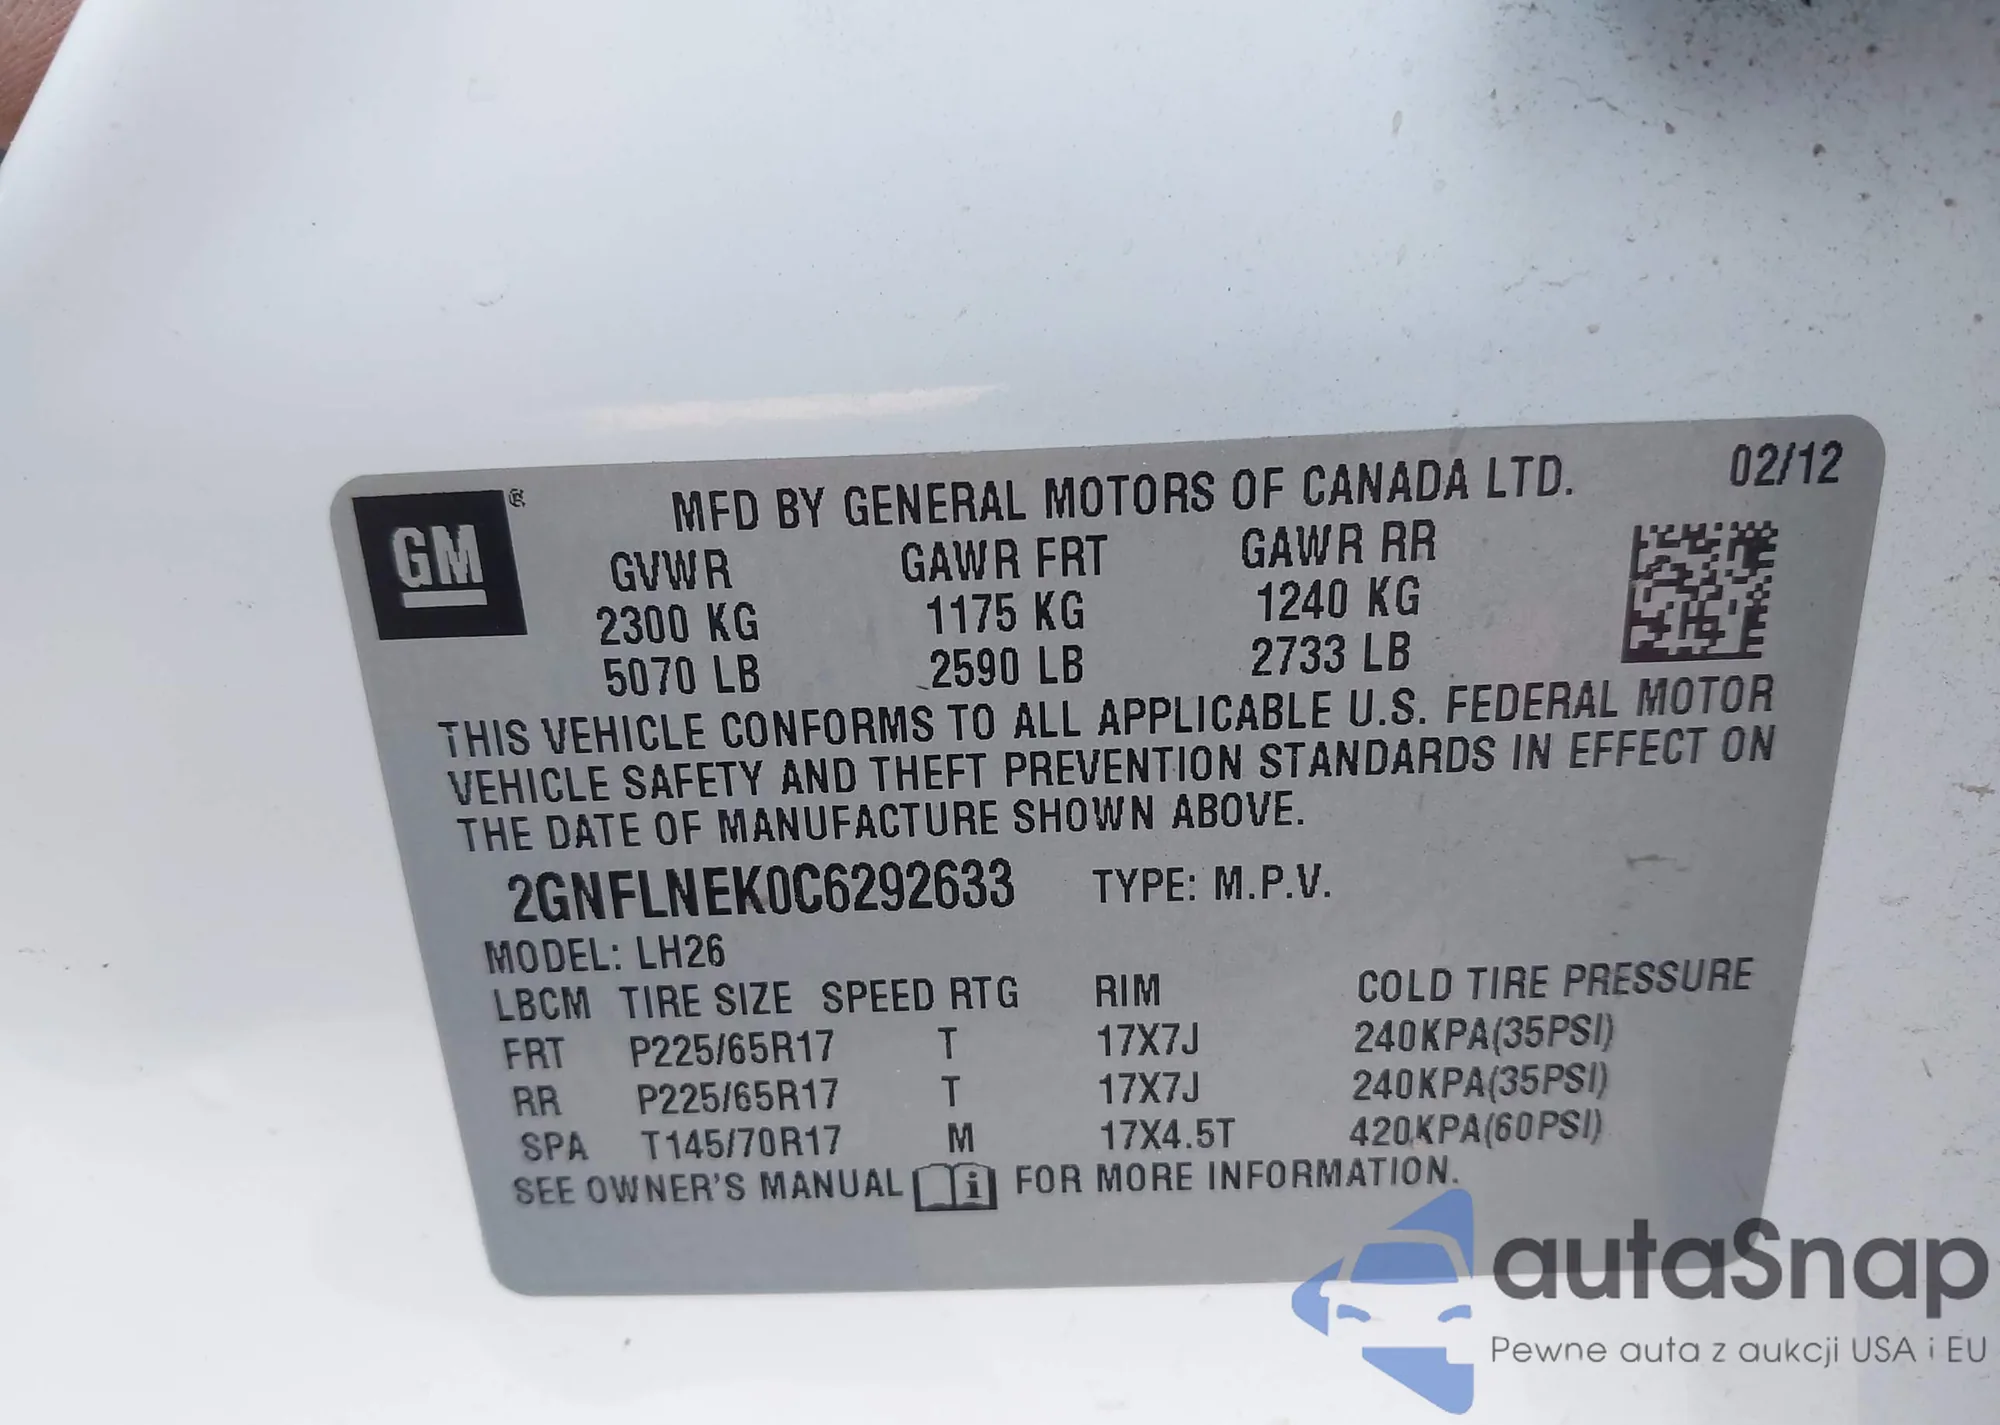 GM®
MFD BY GENERAL MOTORS OF CANADA LTD. 02/12
GVWR GAWR FRT GAWR RR
2300 KG 1175 KG 1240 KG
5070 LB 2590 LB 2733 LB
THIS VEHICLE CONFORMS TO ALL APPLICABLE U.S. FEDERAL MOTOR
VEHICLE SAFETY AND THEFT PREVENTION STANDARDS IN EFFECT ON
THE DATE OF MANUFACTURE SHOWN ABOVE.
2GNFLNEK0C6292633 TYPE: M.P.V.
MODEL: LH26
LBCM TIRE SIZE SPEED RTG RIM COLD TIRE PRESSURE
FRT P225/65R17 T 17X7J 240KPA(35PSI)
RR P225/65R17 T 17X7J 240KPA(35PSI)
SPA T145/70R17 M 17X4.5T 420KPA(60PSI)
SEE OWNER'S MANUAL i FOR MORE INFORMATION.
autaSnap
Pewne auta z aukcji USA i EU